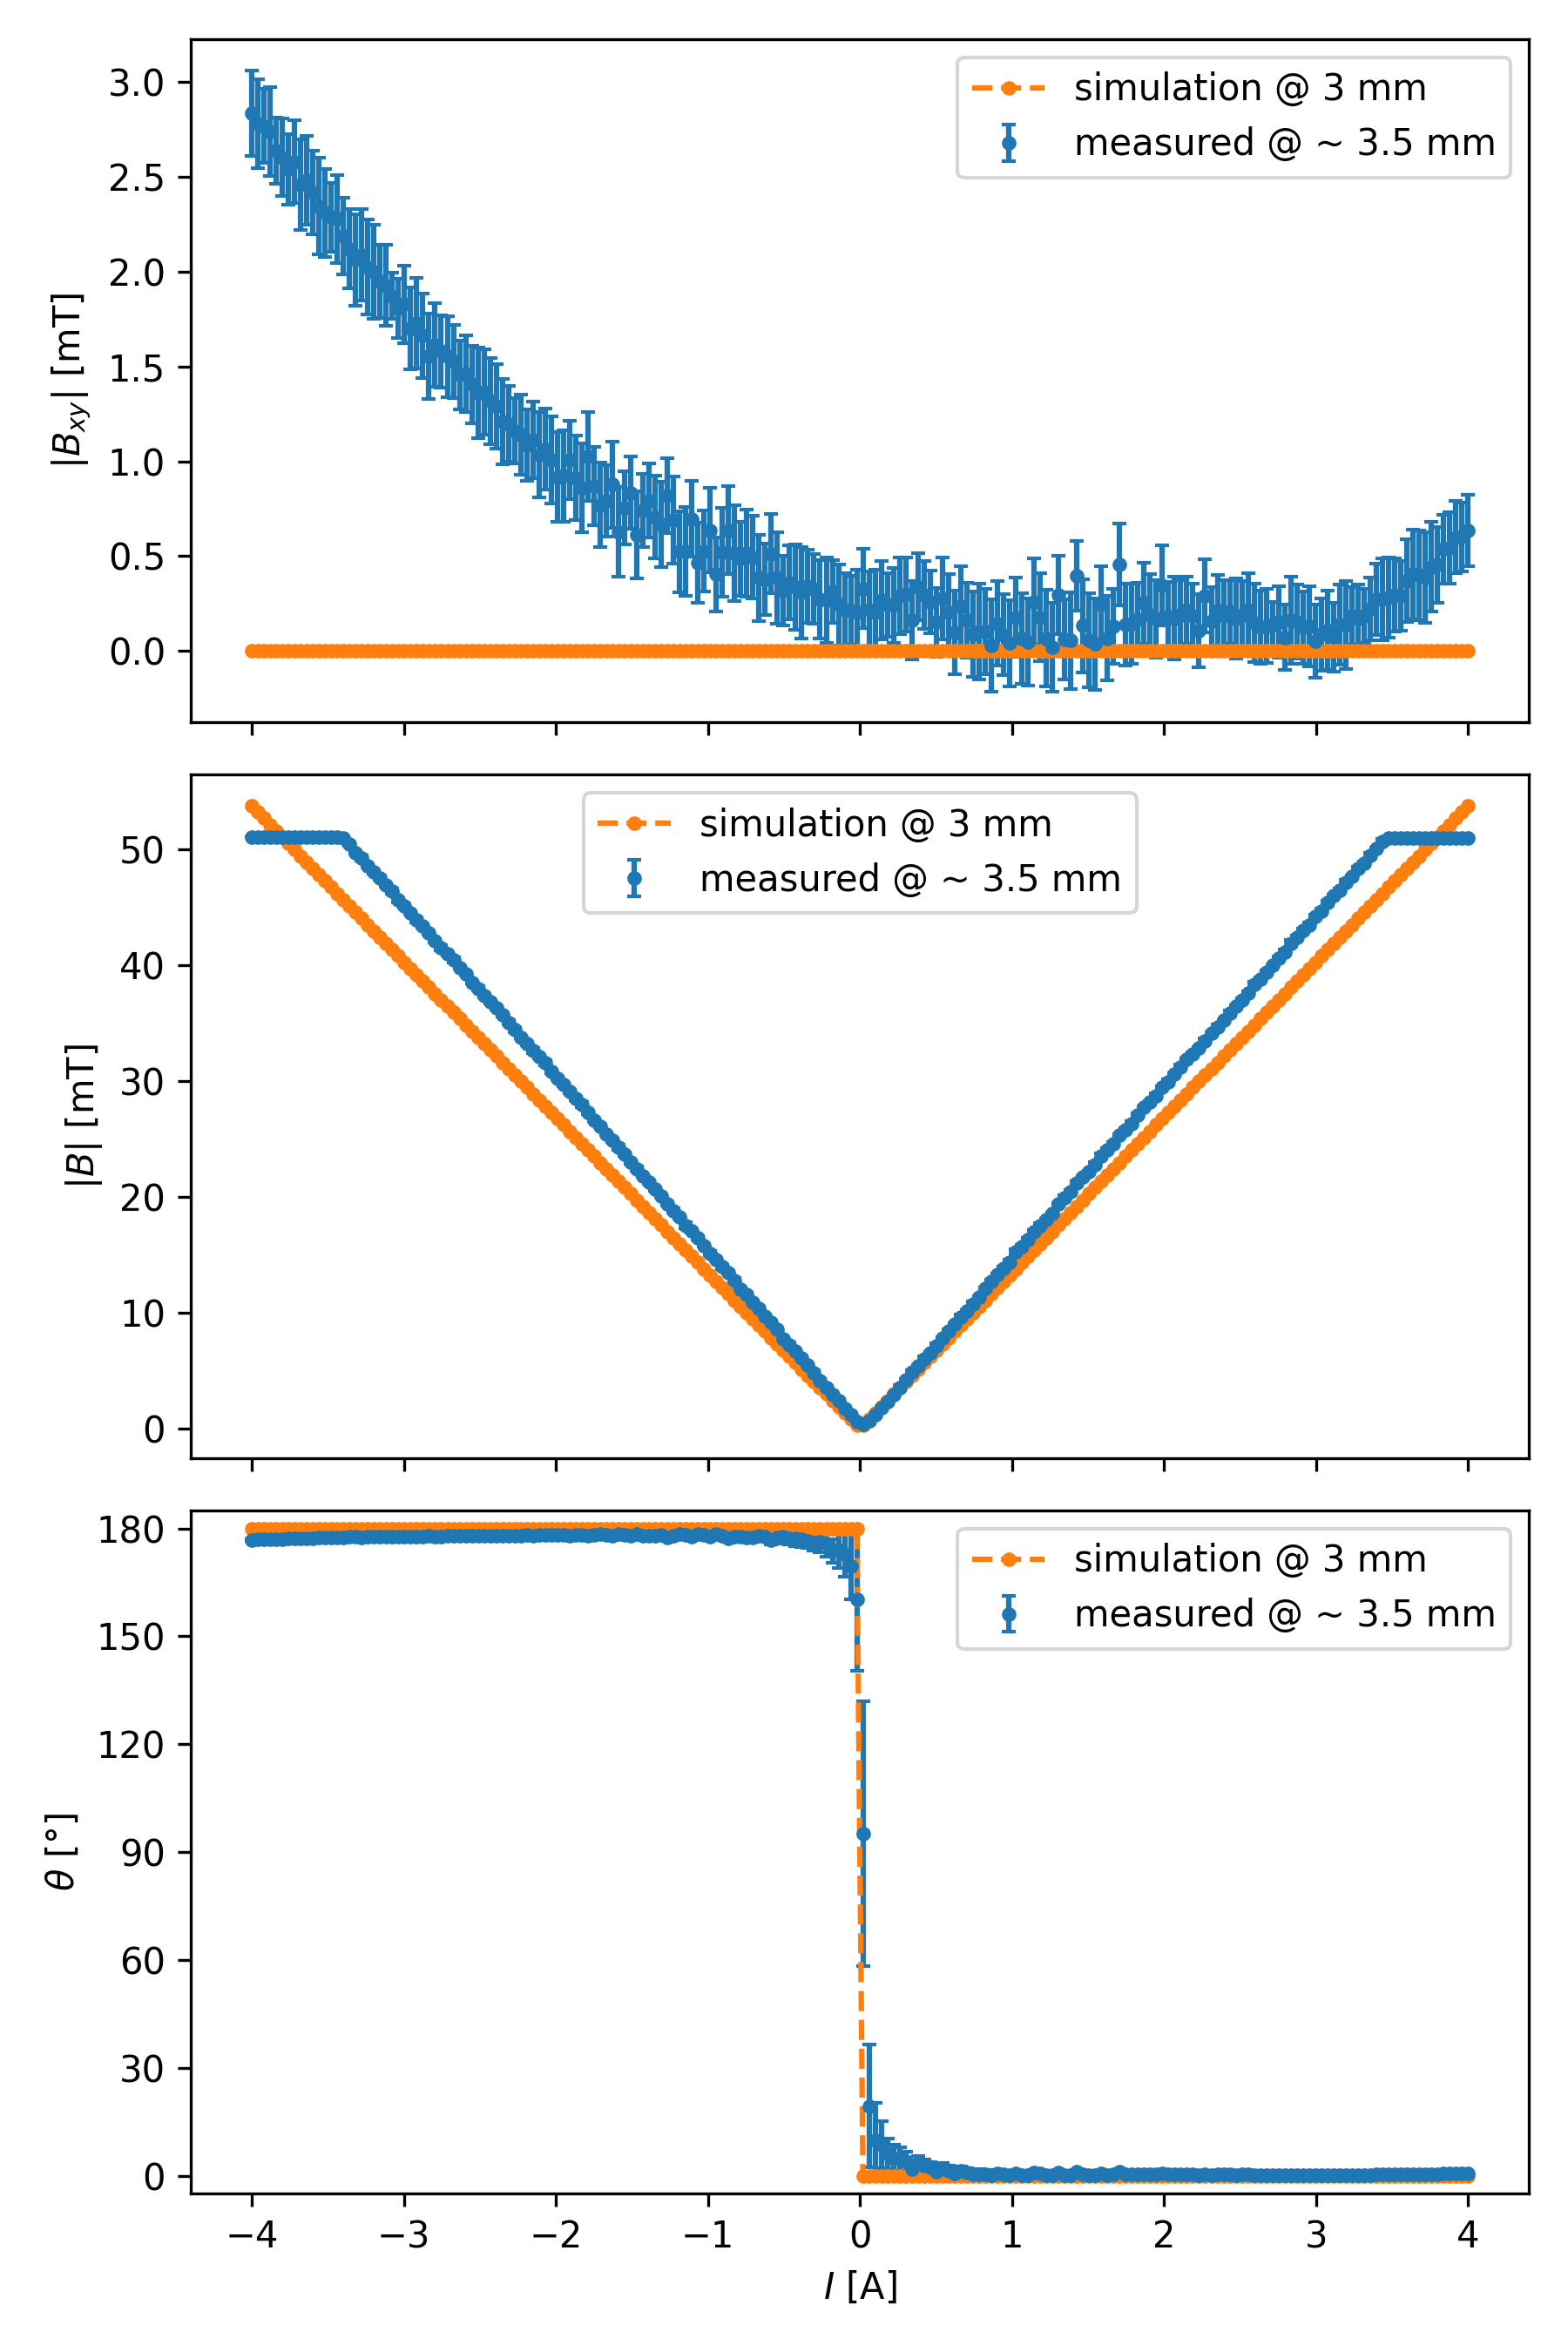 3.0
2.5
2.0
1.5
1.0
0.5
0.0
|B_xy| [mT]
simulation @ 3 mm
measured @ ~ 3.5 mm
50
40
30
20
10
0
|B| [mT]
simulation @ 3 mm
measured @ ~ 3.5 mm
180
150
120
90
60
30
0
θ [°]
simulation @ 3 mm
measured @ ~ 3.5 mm
−4 −3 −2 −1 0 1 2 3 4
I [A]